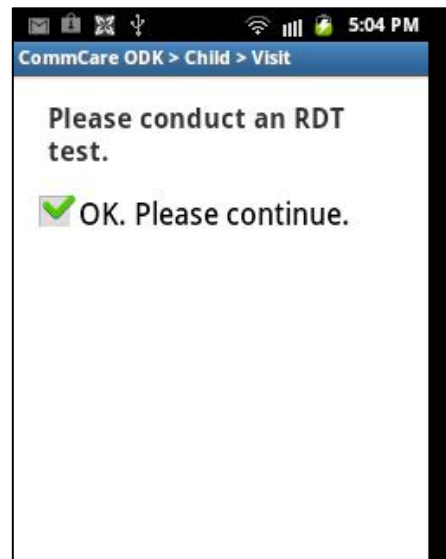 5:04 PM
CommCare ODK > Child > Visit
Please conduct an RDT
test.
OK. Please continue.